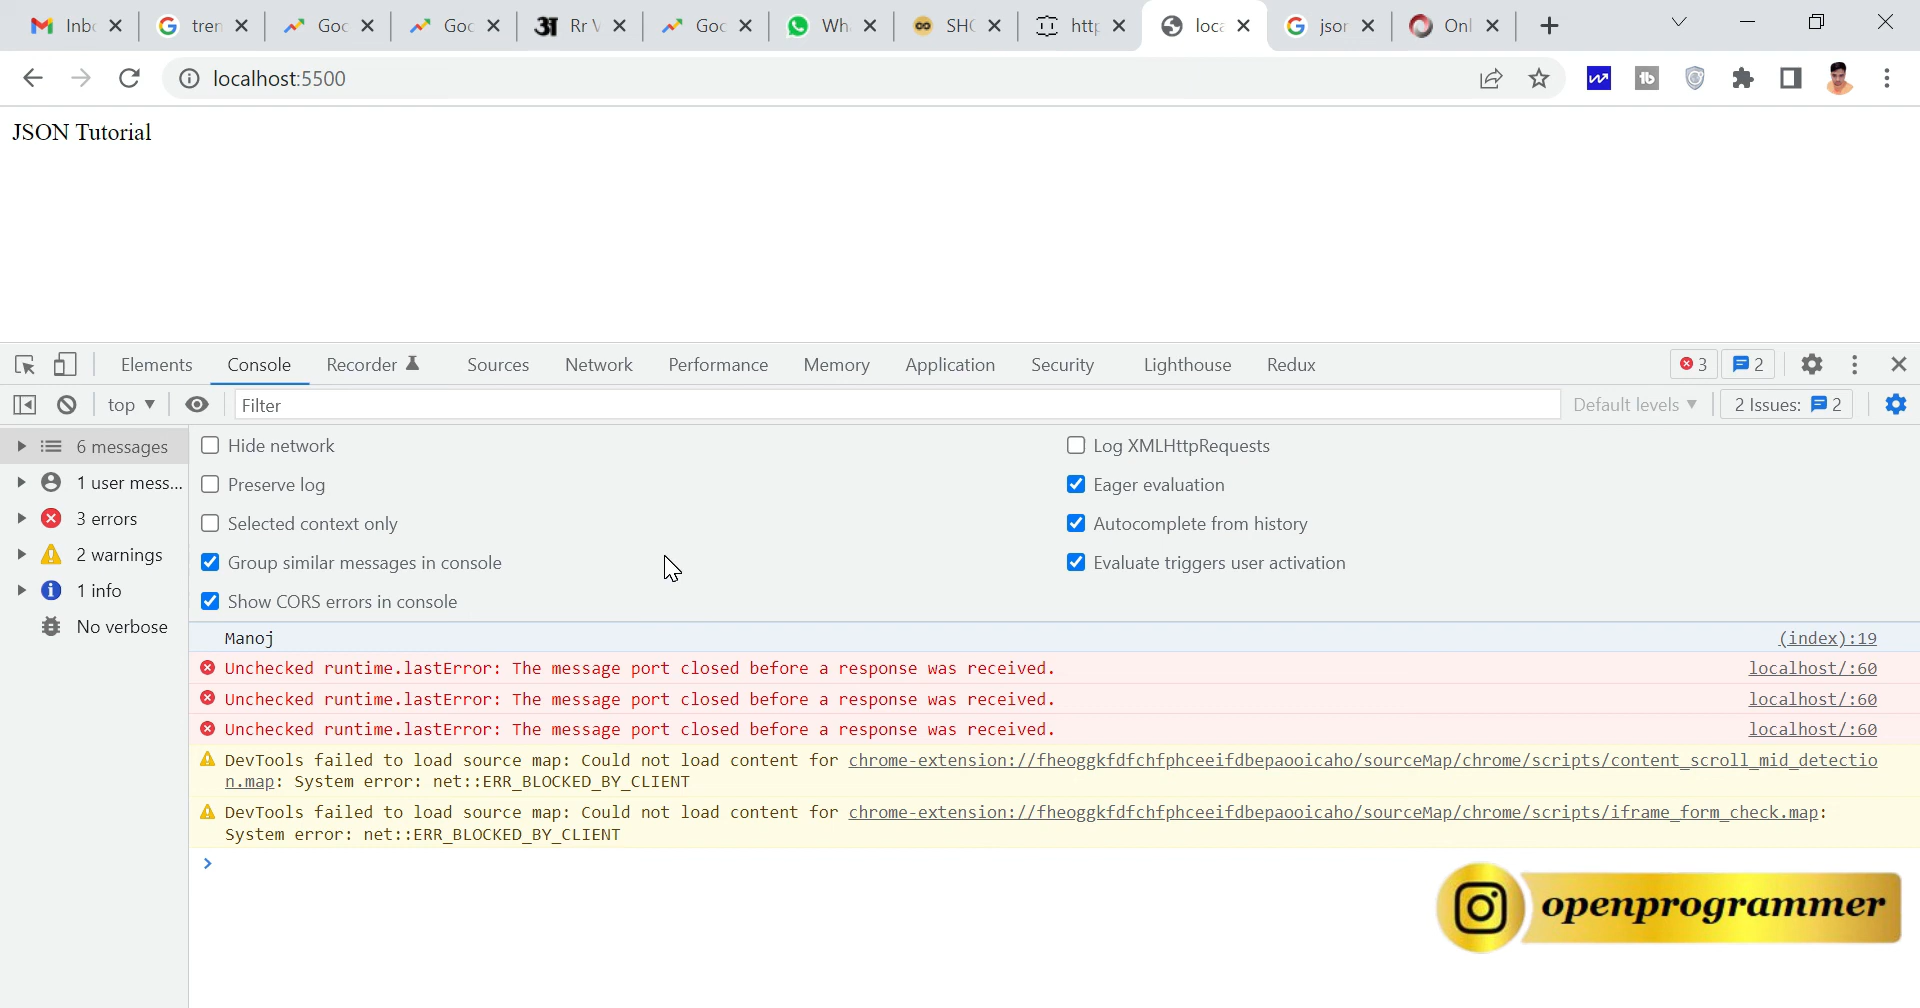 Inb tren Goo Goo Rr V Goo Wh SHO http loca json Onl
localhost:5500
JSON Tutorial
Elements Console Recorder Sources Network Performance Memory Application Security Lighthouse Redux 3 2
top Filter Default levels 2 Issues: 2
6 messages
1 user mess...
3 errors
2 warnings
1 info
No verbose
Hide network Log XMLHttpRequests
Preserve log Eager evaluation
Selected context only Autocomplete from history
Group similar messages in console Evaluate triggers user activation
Show CORS errors in console
Manoj (index):19
Unchecked runtime.lastError: The message port closed before a response was received. localhost/:60
Unchecked runtime.lastError: The message port closed before a response was received. localhost/:60
Unchecked runtime.lastError: The message port closed before a response was received. localhost/:60
DevTools failed to load source map: Could not load content for chrome-extension://fheoggkfdfchfphceeifdbepaooicaho/sourceMap/chrome/scripts/content_scroll_mid_detectio
n.map: System error: net::ERR_BLOCKED_BY_CLIENT
DevTools failed to load source map: Could not load content for chrome-extension://fheoggkfdfchfphceeifdbepaooicaho/sourceMap/chrome/scripts/iframe_form_check.map:
System error: net::ERR_BLOCKED_BY_CLIENT
openprogrammer